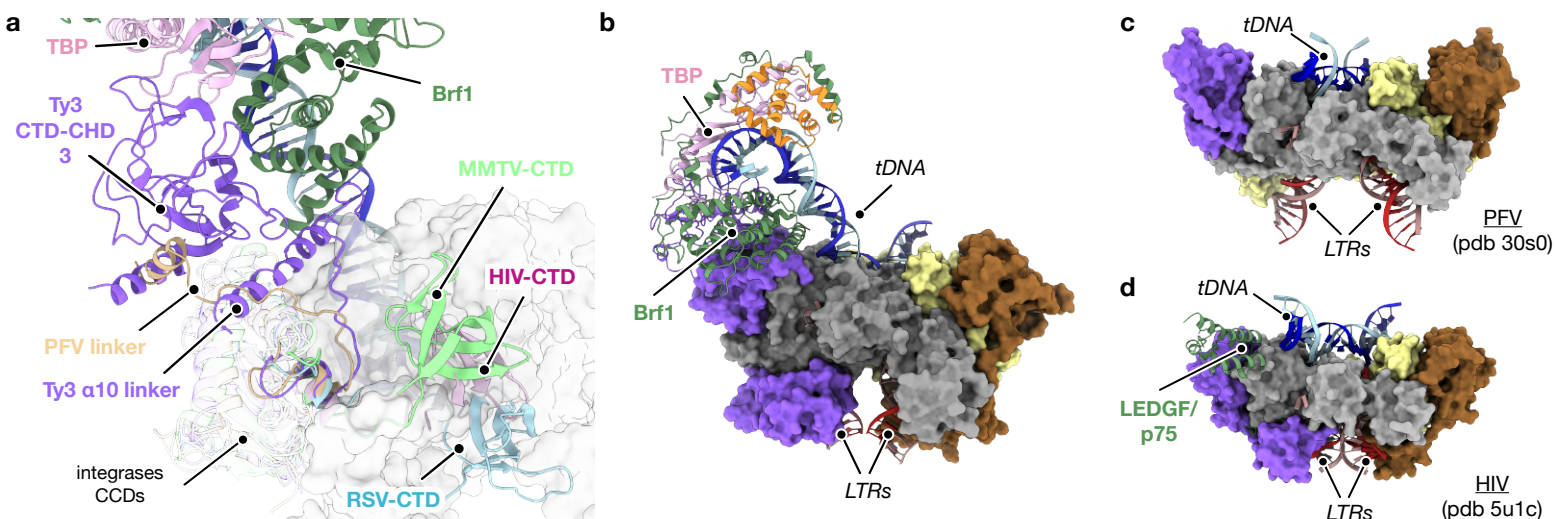 a
TBP
Ty3
CTD-CHD
3
Brf1
MMTV-CTD
HIV-CTD
PFV linker
Ty3 α10 linker
integrases
CCDs
RSV-CTD
b
TBP
tDNA
Brf1
LTRs
c
tDNA
LTRs
PFV
(pdb 30s0)
d
tDNA
LEDGF/
p75
LTRs
HIV
(pdb 5u1c)